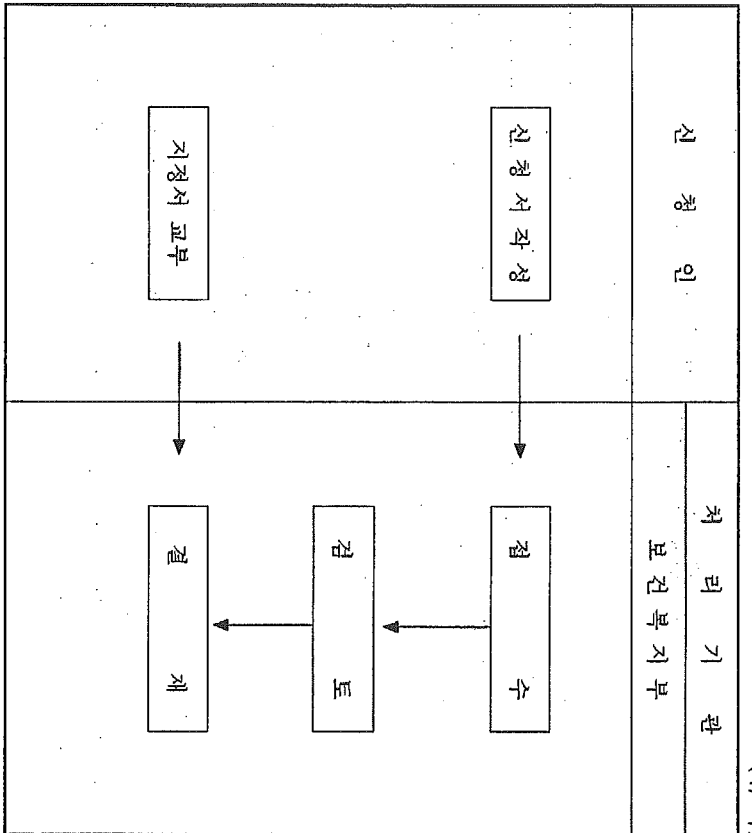 신 청 인
처 리 기 관
보 건 복 지 부
신 청 서 작 성
접 수
검 토
결 재
지정서 교부